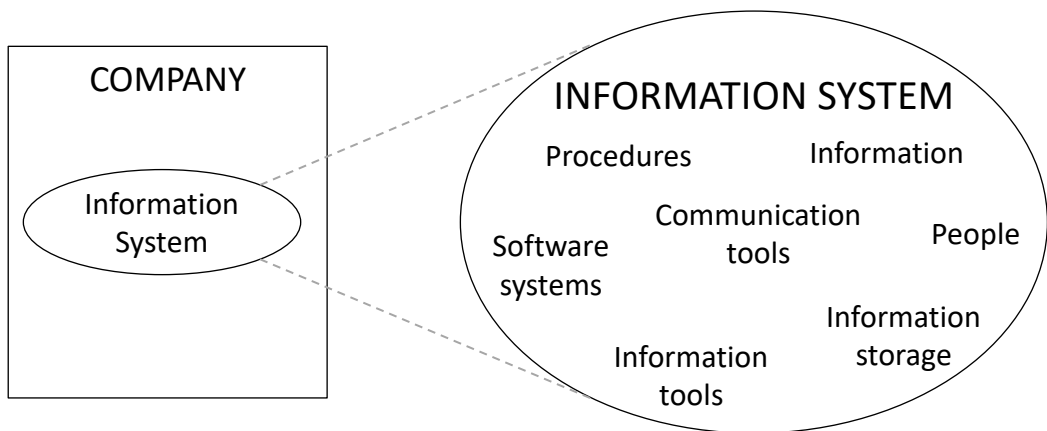 COMPANY
Information
System
INFORMATION SYSTEM
Procedures
Information
Communication
tools
People
Software
systems
Information
storage
Information
tools